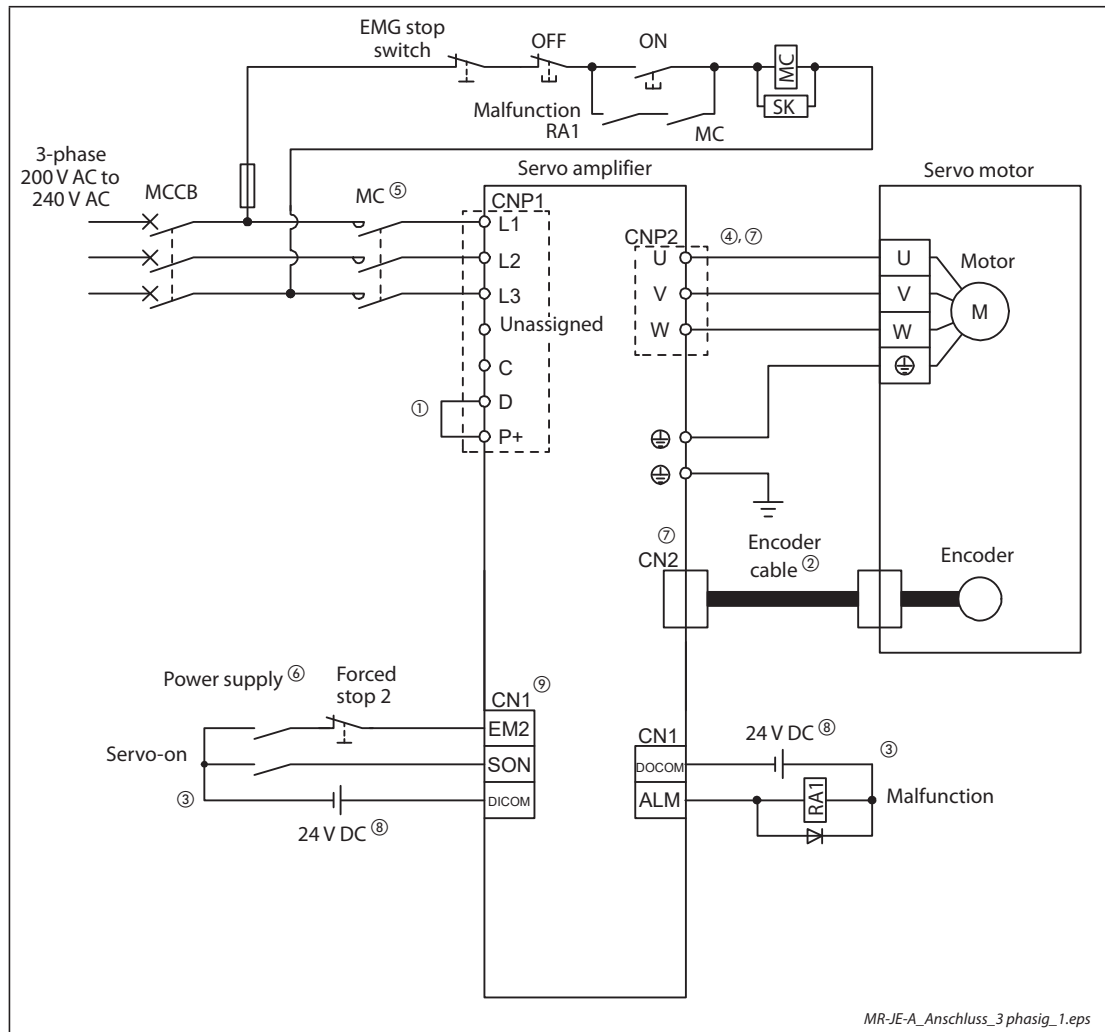 EMG stop
switch
OFF
ON
MC
SK
Malfunction
RA1
MC
3-phase
200 V AC to
240 V AC
MCCB
MC ⑤
Servo amplifier
Servo motor
CNP1
L1
L2
L3
Unassigned
C
D
P+
①
CNP2
④, ⑦
U
V
W
U
V
W
Motor
M
⑦
CN2
Encoder
cable ②
Encoder
Power supply ⑥
Forced
stop 2
CN1 ⑨
EM2
Servo-on
SON
③
DICOM
24 V DC ⑧
CN1
24 V DC ⑧
③
DOCOM
ALM
RA1
Malfunction
MR-JE-A_Anschluss_3 phasig_1.eps